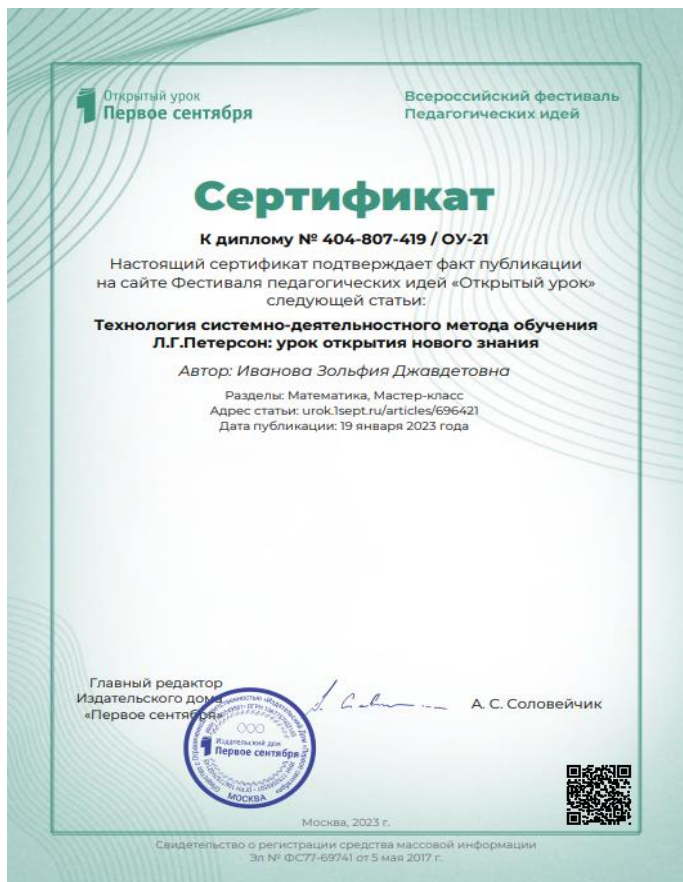 Открытый урок
Первое сентября
Всероссийский фестиваль
Педагогических идей
Сертификат
К диплому № 404-807-419 / ОУ-21
Настоящий сертификат подтверждает факт публикации
на сайте Фестиваля педагогических идей «Открытый урок»
следующей статьи:
Технология системно-деятельностного метода обучения
Л.Г.Петерсон: урок открытия нового знания
Автор: Иванова Зольфия Джавдетовна
Разделы: Математика, Мастер-класс
Адрес статьи: urok.1sept.ru/articles/696421
Дата публикации: 19 января 2023 года
Главный редактор
Издательского дома
«Первое сентября»
А. С. Соловейчик
ООО
Издательский дом
Первое сентября
МОСКВА
Москва, 2023 г.
Свидетельство о регистрации средства массовой информации
Эл № ФС77-69741 от 5 мая 2017 г.